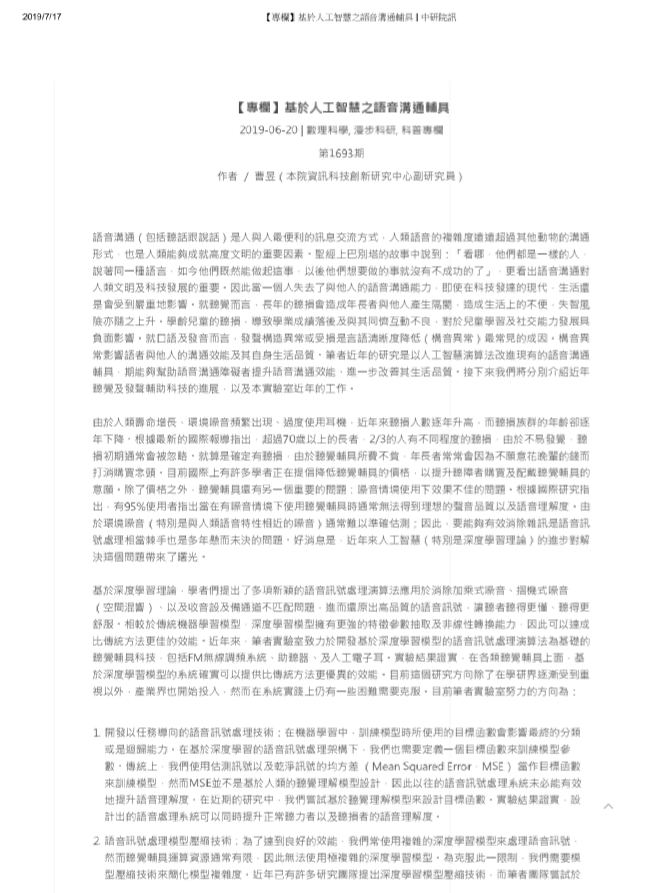 2019/7/17
【專欄】基於人工智慧之語音溝通輔具 | 中研院訊
【專欄】基於人工智慧之語音溝通輔具
2019-06-20 | 數理科學, 漫步科研, 科普專欄
第1693期
作者 / 曹昱（本院資訊科技創新研究中心副研究員）
語音溝通（包括聽話跟說話）是人與人最便利的訊息交流方式，人類語音的複雜度遠遠超過其他動物的溝通
形式，也是人類能夠成就高度文明的重要因素。聖經上巴別塔的故事中說到：「看哪，他們都是一樣的人，
說著同一種語言，如今他們既然能做起這事，以後他們想要做的事就沒有不成功的了」，更看出語音溝通對
人類文明及科技發展的重要。因此當一個人失去了與他人的語音溝通能力，即使在科技發達的現代，生活還
是會受到嚴重地影響。就聽覺而言，長年的聽損會造成年長者與他人產生隔閡，造成生活上的不便，失智風
險亦隨之上升。學齡兒童的聽損，導致學業成績落後及與其同儕互動不良，對於兒童學習及社交能力發展具
負面影響。就口語及發音而言，發聲構造異常或受損是言語清晰度降低（構音異常）最常見的成因。構音異
常影響語者與他人的溝通效能及其自身生活品質。筆者近年的研究是以人工智慧演算法改進現有的語音溝通
輔具，期能夠幫助語音溝通障礙者提升語音溝通效能，進一步改善其生活品質。接下來我們將分別介紹近年
聽覺及發聲輔助科技的進展，以及本實驗室近年的工作。
由於人類壽命增長、環境噪音頻繁出現、過度使用耳機，近年來聽損人數逐年升高，而聽損族群的年齡卻逐
年下降。根據最新的國際報導指出，超過70歲以上的長者，2/3的人有不同程度的聽損，由於不易發覺，聽
損初期通常會被忽略，就算是確定有聽損，由於聽覺輔具所費不貲，年長者常常會因為不願意花晚輩的錢而
打消購買念頭。目前國際上有許多學者正在提倡降低聽覺輔具的價格，以提升聽障者購買及配戴聽覺輔具的
意願。除了價格之外，聽覺輔具還有另一個重要的問題：噪音情境使用下效果不佳的問題。根據國際研究指
出，有95%使用者指出當在有噪音情境下使用聽覺輔具時通常無法得到理想的聲音品質以及語音理解度。由
於環境噪音（特別是與人類語音特性相近的噪音）通常難以準確估測；因此，要能夠有效消除雜訊是語音訊
號處理相當棘手也是多年懸而未決的問題。好消息是，近年來人工智慧（特別是深度學習理論）的進步對解
決這個問題帶來了曙光。
基於深度學習理論，學者們提出了多項新穎的語音訊號處理演算法應用於消除加乘式噪音、摺機式噪音
（空間混響）、以及收音設備通道不匹配問題，進而還原出高品質的語音訊號，讓聽者聽得更懂、聽得更
舒服。相較於傳統機器學習模型，深度學習模型擁有更強的特徵參數抽取及非線性轉換能力，因此可以達成
比傳統方法更佳的效能。近年來，筆者實驗室致力於開發基於深度學習模型的語音訊號處理演算法為基礎的
聽覺輔具科技，包括FM無線調頻系統、助聽器、及人工電子耳。實驗結果證實，在各類聽覺輔具上面，基
於深度學習模型的系統確實可以提供比傳統方法更優異的效能。目前這個研究方向除了在學研界逐漸受到重
視以外，產業界也開始投入，然而在系統實踐上仍有一些困難需要克服。目前筆者實驗室努力的方向為：
1. 開發以任務導向的語音訊號處理技術：在機器學習中，訓練模型時所使用的目標函數會影響最終的分類
或是迴歸能力。在基於深度學習的語音訊號處理架構下，我們也需要定義一個目標函數來訓練模型參
數。傳統上，我們使用估測訊號以及乾淨訊號的均方差（Mean Squared Error，MSE）當作目標函數
來訓練模型，然而MSE並不是基於人類的聽覺理解模型設計，因此以往的語音訊號處理系統未必能有效
地提升語音理解度。在近期的研究中，我們嘗試基於聽覺理解模型來設計目標函數。實驗結果證實，設
計出的語音處理系統可以同時提升正常聽力者以及聽損者的語音理解度。
2. 語音訊號處理模型壓縮技術：為了達到良好的效能，我們常使用複雜的深度學習模型來處理語音訊號，
然而聽覺輔具運算資源通常有限，因此無法使用極複雜的深度學習模型。為克服此一限制，我們需要模
型壓縮技術來簡化模型複雜度。近年已有許多研究團隊提出深度學習模型壓縮技術，而筆者團隊嘗試於